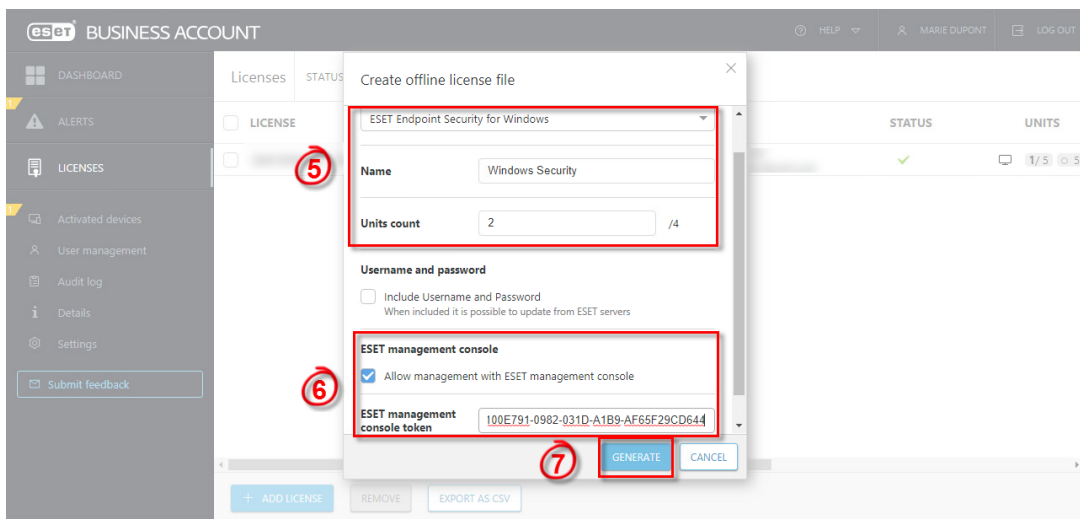 eset BUSINESS ACCOUNT
HELP
MARIE DUPONT
LOG OUT
DASHBOARD
1
ALERTS
LICENSES
1
Activated devices
User management
Audit log
Details
Settings
Submit feedback
Licenses STATUS
LICENSE STATUS UNITS
1/5 5
Create offline license file
5
ESET Endpoint Security for Windows
Name Windows Security
Units count 2 /4
Username and password
Include Username and Password
When included it is possible to update from ESET servers
6
ESET management console
Allow management with ESET management console
ESET management
console token
100E791-0982-031D-A1B9-AF65F29CD644
7
GENERATE CANCEL
+ ADD LICENSE REMOVE EXPORT AS CSV